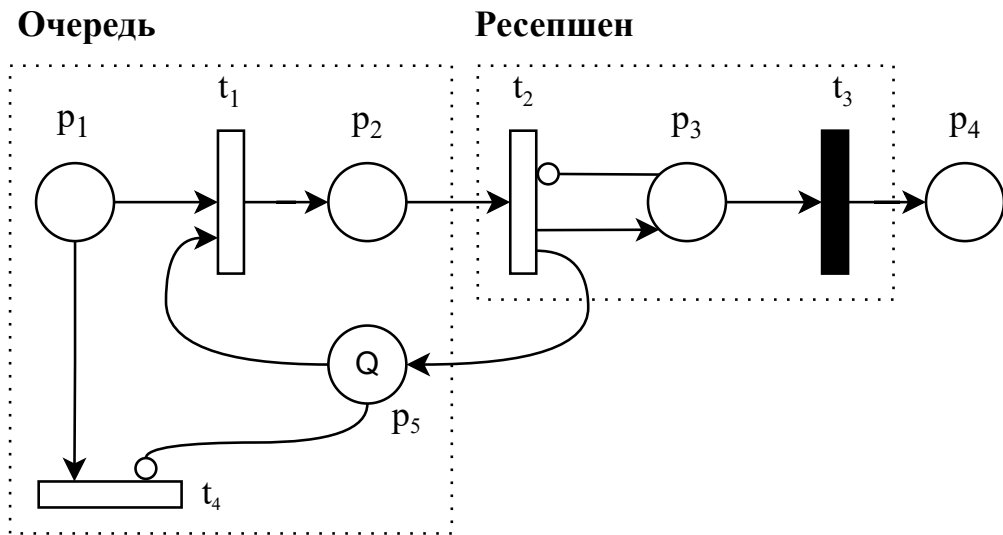 Очередь
Ресепшен
t₁
t₂
t₃
p₁
p₂
p₃
p₄
Q
p₅
t₄